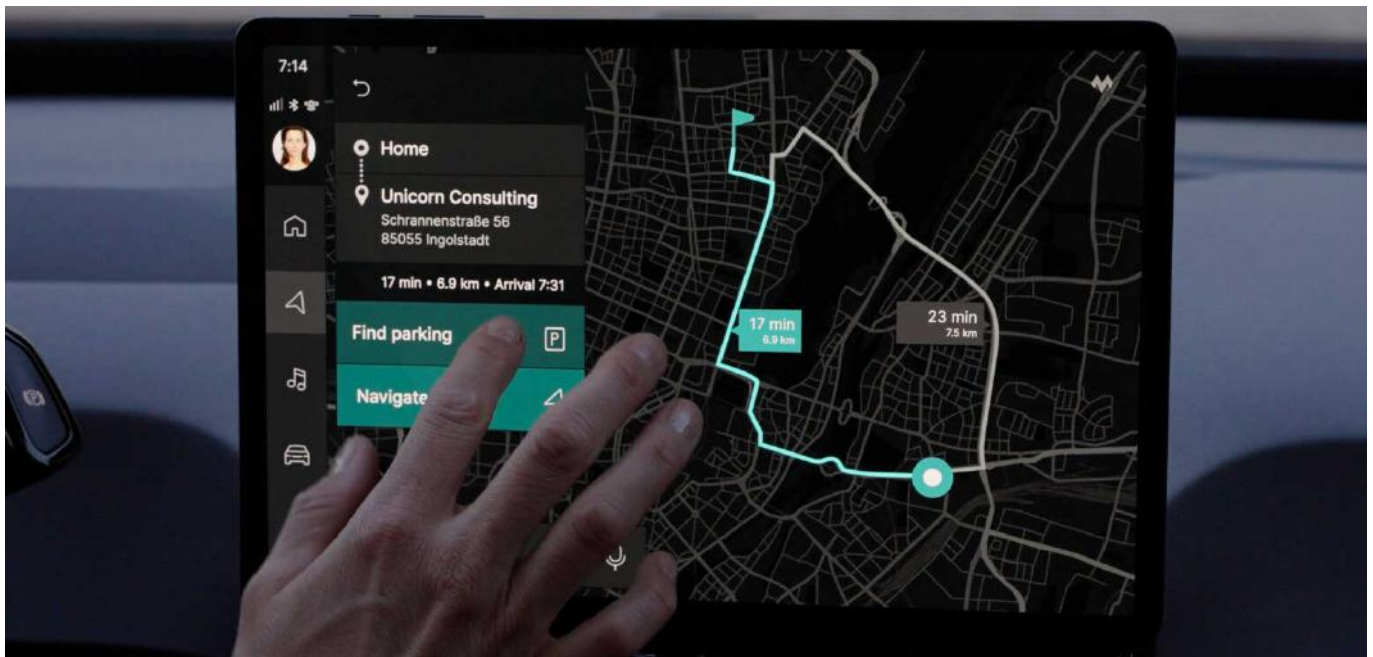 7:14
Home
Unicorn Consulting
Schrannenstraße 56
85055 Ingolstadt
17 min • 6.9 km • Arrival 7:31
Find parking
P
Navigate
17 min
6.9 km
23 min
7.5 km